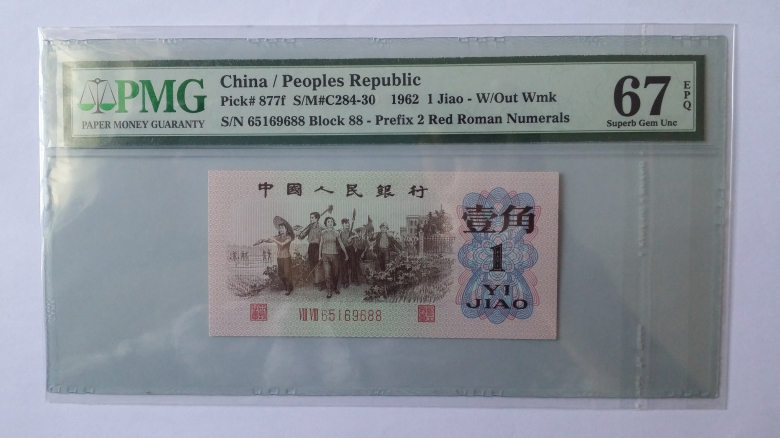 PMG
PAPER MONEY GUARANTY
China / Peoples Republic
Pick# 877f S/M#C284-30 1962 1 Jiao - W/Out Wmk
S/N 65169688 Block 88 - Prefix 2 Red Roman Numerals
67 EPQ
Superb Gem Unc
中國人民銀行
壹角
1
YI
JIAO
VIII VIII 65169688